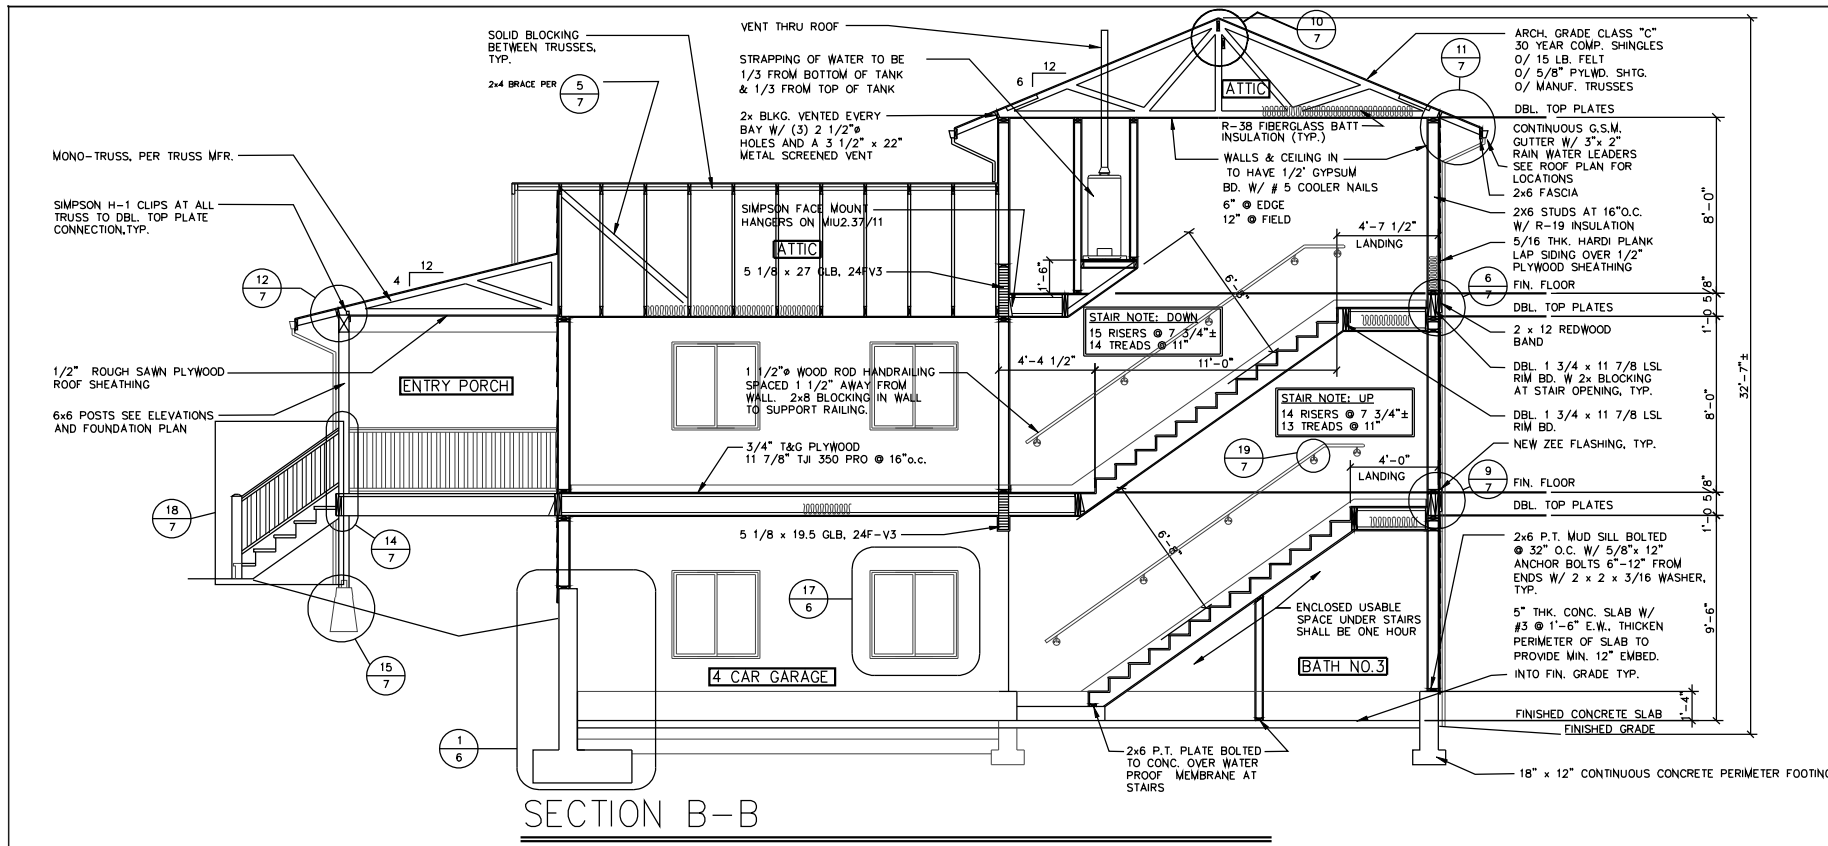 SOLID BLOCKING
BETWEEN TRUSSES,
TYP.
2x4 BRACE PER
5
7
VENT THRU ROOF
STRAPPING OF WATER TO BE
1/3 FROM BOTTOM OF TANK
& 1/3 FROM TOP OF TANK
2x BLKG. VENTED EVERY
BAY W/ (3) 2 1/2"ø
HOLES AND A 3 1/2" x 22"
METAL SCREENED VENT
12
6
10
7
11
7
ATTIC
R-38 FIBERGLASS BATT
INSULATION (TYP.)
WALLS & CEILING IN
TO HAVE 1/2' GYPSUM
BD. W/ # 5 COOLER NAILS
6" @ EDGE
12" @ FIELD
ARCH. GRADE CLASS "C"
30 YEAR COMP. SHINGLES
O/ 15 LB. FELT
O/ 5/8" PYLWD. SHTG.
O/ MANUF. TRUSSES
DBL. TOP PLATES
CONTINUOUS G.S.M.
GUTTER W/ 3"x 2"
RAIN WATER LEADERS
SEE ROOF PLAN FOR
LOCATIONS
2x6 FASCIA
2X6 STUDS AT 16"O.C.
W/ R-19 INSULATION
5/16 THK. HARDI PLANK
LAP SIDING OVER 1/2"
PLYWOOD SHEATHING
FIN. FLOOR
DBL. TOP PLATES
2 x 12 REDWOOD
BAND
DBL. 1 3/4 x 11 7/8 LSL
RIM BD. W 2x BLOCKING
AT STAIR OPENING, TYP.
DBL. 1 3/4 x 11 7/8 LSL
RIM BD.
NEW ZEE FLASHING, TYP.
FIN. FLOOR
DBL. TOP PLATES
2x6 P.T. MUD SILL BOLTED
@ 32" O.C. W/ 5/8"x 12"
ANCHOR BOLTS 6"-12" FROM
ENDS W/ 2 x 2 x 3/16 WASHER,
TYP.
5" THK. CONC. SLAB W/
#3 @ 1'-6" E.W., THICKEN
PERIMETER OF SLAB TO
PROVIDE MIN. 12" EMBED.
INTO FIN. GRADE TYP.
FINISHED CONCRETE SLAB
FINISHED GRADE
18" x 12" CONTINUOUS CONCRETE PERIMETER FOOTING
8'-0"
1'-0 5/8"
8'-0"
1'-0 5/8"
9'-6"
1'-4"
32'-7"±
MONO-TRUSS, PER TRUSS MFR.
SIMPSON H-1 CLIPS AT ALL
TRUSS TO DBL. TOP PLATE
CONNECTION,TYP.
12
4
12
7
1/2" ROUGH SAWN PLYWOOD
ROOF SHEATHING
6x6 POSTS SEE ELEVATIONS
AND FOUNDATION PLAN
ENTRY PORCH
SIMPSON FACE MOUNT
HANGERS ON MIU2.37/11
ATTIC
5 1/8 x 27 GLB, 24FV3
1'-6"
4'-7 1/2"
LANDING
6'-8"
6
7
STAIR NOTE: DOWN
15 RISERS @ 7 3/4"±
14 TREADS @ 11"
4'-4 1/2"
11'-0"
1 1/2"ø WOOD ROD HANDRAILING
SPACED 1 1/2" AWAY FROM
WALL. 2x8 BLOCKING IN WALL
TO SUPPORT RAILING.
STAIR NOTE: UP
14 RISERS @ 7 3/4"±
13 TREADS @ 11"
19
7
4'-0"
LANDING
9
7
3/4" T&G PLYWOOD
11 7/8" TJI 350 PRO @ 16"o.c.
5 1/8 x 19.5 GLB, 24F-V3
18
7
14
7
15
7
17
6
1
6
6'-8"
ENCLOSED USABLE
SPACE UNDER STAIRS
SHALL BE ONE HOUR
4 CAR GARAGE
BATH NO.3
2x6 P.T. PLATE BOLTED
TO CONC. OVER WATER
PROOF MEMBRANE AT
STAIRS
SECTION B-B